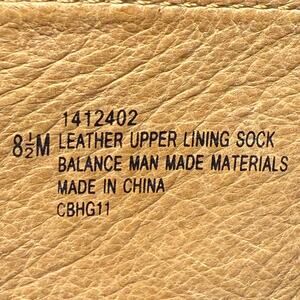 1412402
8½M LEATHER UPPER LINING SOCK
BALANCE MAN MADE MATERIALS
MADE IN CHINA
CBHG11